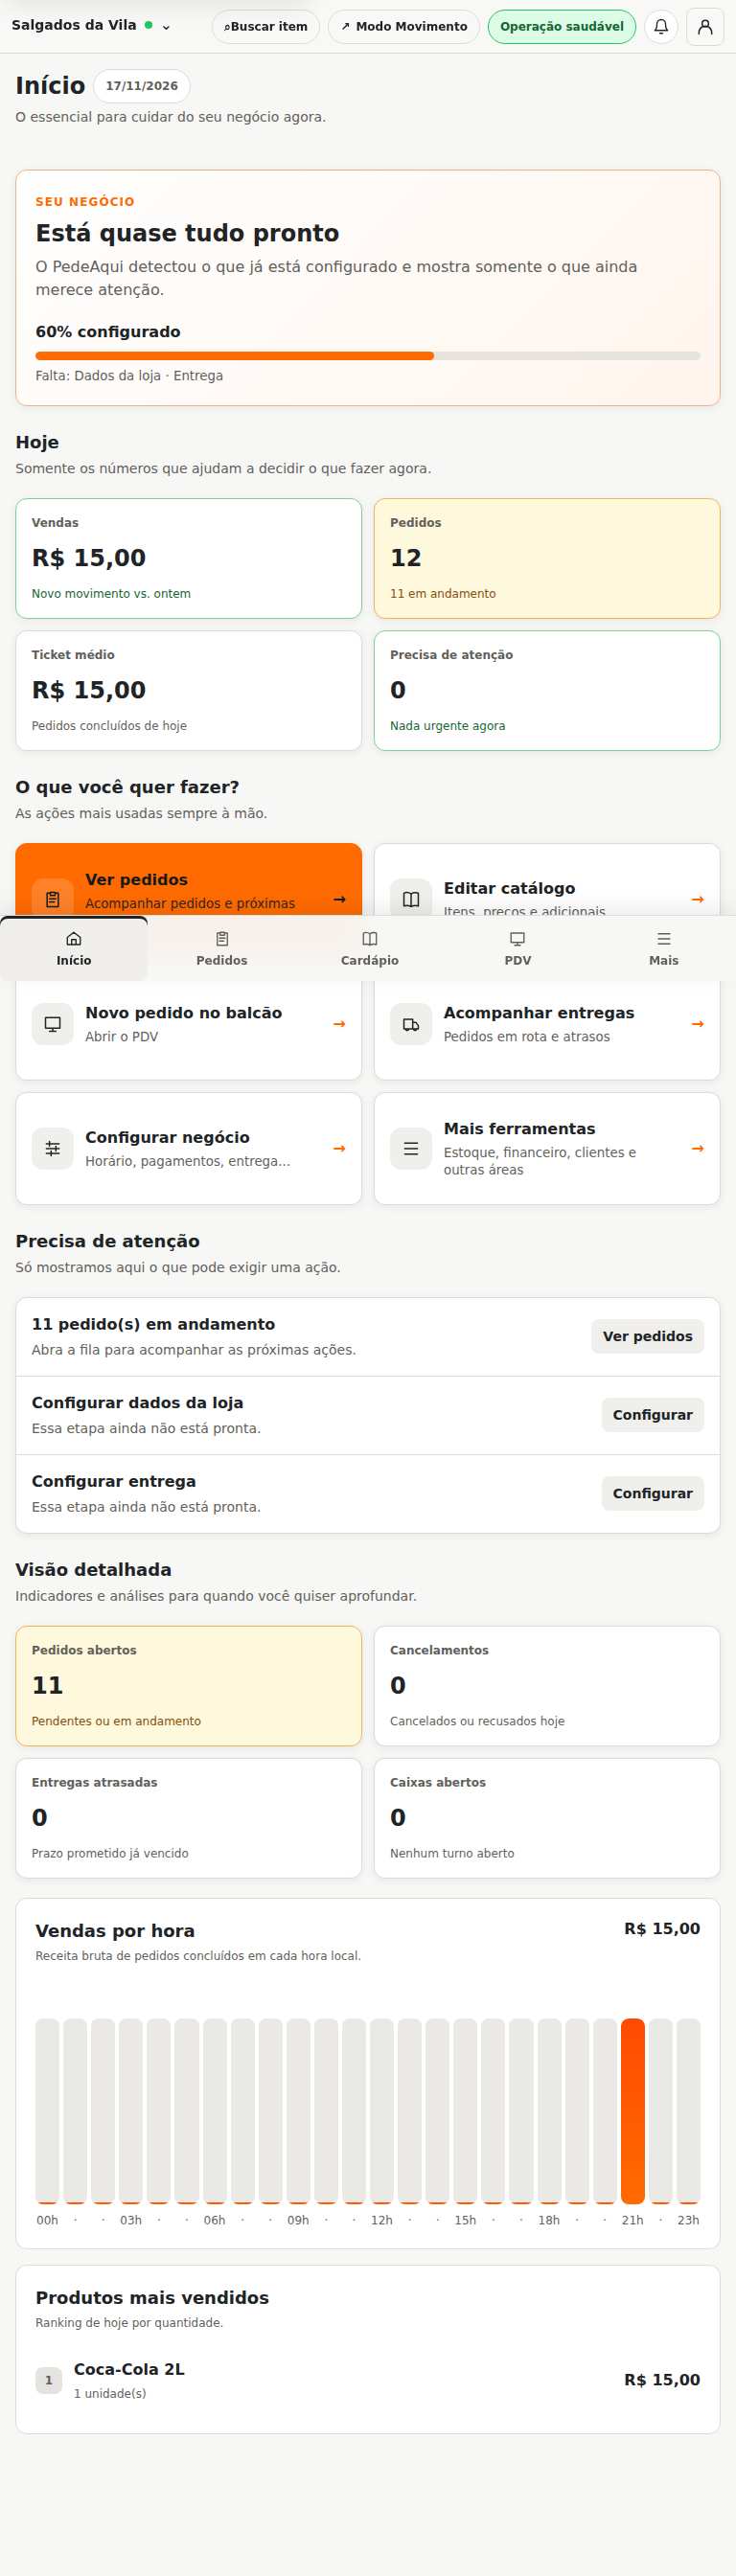 Salgados da Vila
⌕Buscar item
↗ Modo Movimento
Operação saudável
Início
17/11/2026
O essencial para cuidar do seu negócio agora.
SEU NEGÓCIO
Está quase tudo pronto
O PedeAqui detectou o que já está configurado e mostra somente o que ainda
merece atenção.
60% configurado
Falta: Dados da loja · Entrega
Hoje
Somente os números que ajudam a decidir o que fazer agora.
Vendas
R$ 15,00
Novo movimento vs. ontem
Pedidos
12
11 em andamento
Ticket médio
R$ 15,00
Pedidos concluídos de hoje
Precisa de atenção
0
Nada urgente agora
O que você quer fazer?
As ações mais usadas sempre à mão.
Ver pedidos
Acompanhar pedidos e próximas
→
Editar catálogo
Itens, preços e adicionais
→
Início
Pedidos
Cardápio
PDV
Mais
Novo pedido no balcão
Abrir o PDV
→
Acompanhar entregas
Pedidos em rota e atrasos
→
Configurar negócio
Horário, pagamentos, entrega...
→
Mais ferramentas
Estoque, financeiro, clientes e
outras áreas
→
Precisa de atenção
Só mostramos aqui o que pode exigir uma ação.
11 pedido(s) em andamento
Abra a fila para acompanhar as próximas ações.
Ver pedidos
Configurar dados da loja
Essa etapa ainda não está pronta.
Configurar
Configurar entrega
Essa etapa ainda não está pronta.
Configurar
Visão detalhada
Indicadores e análises para quando você quiser aprofundar.
Pedidos abertos
11
Pendentes ou em andamento
Cancelamentos
0
Cancelados ou recusados hoje
Entregas atrasadas
0
Prazo prometido já vencido
Caixas abertos
0
Nenhum turno aberto
Vendas por hora
R$ 15,00
Receita bruta de pedidos concluídos em cada hora local.
00h · · 03h · · 06h · · 09h · · 12h · · 15h · · 18h · · 21h · 23h
Produtos mais vendidos
Ranking de hoje por quantidade.
1
Coca-Cola 2L
1 unidade(s)
R$ 15,00